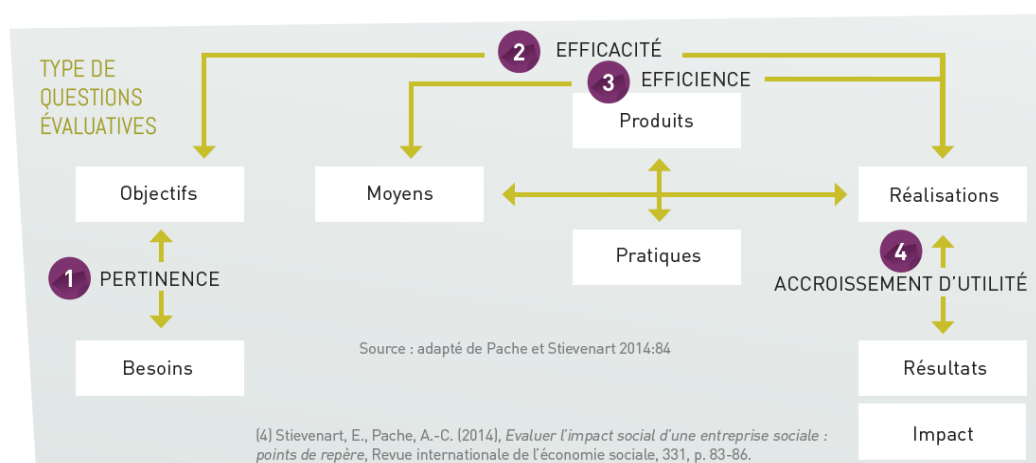 TYPE DE
QUESTIONS
ÉVALUATIVES
2 EFFICACITÉ
3 EFFICIENCE
Produits
Objectifs
Moyens
Réalisations
Pratiques
1 PERTINENCE
4
ACCROISSEMENT D'UTILITÉ
Besoins
Source : adapté de Pache et Stievenart 2014:84
Résultats
Impact
(4) Stievenart, E., Pache, A.-C. (2014), Evaluer l'impact social d'une entreprise sociale :
points de repère, Revue internationale de l'économie sociale, 331, p. 83-86.